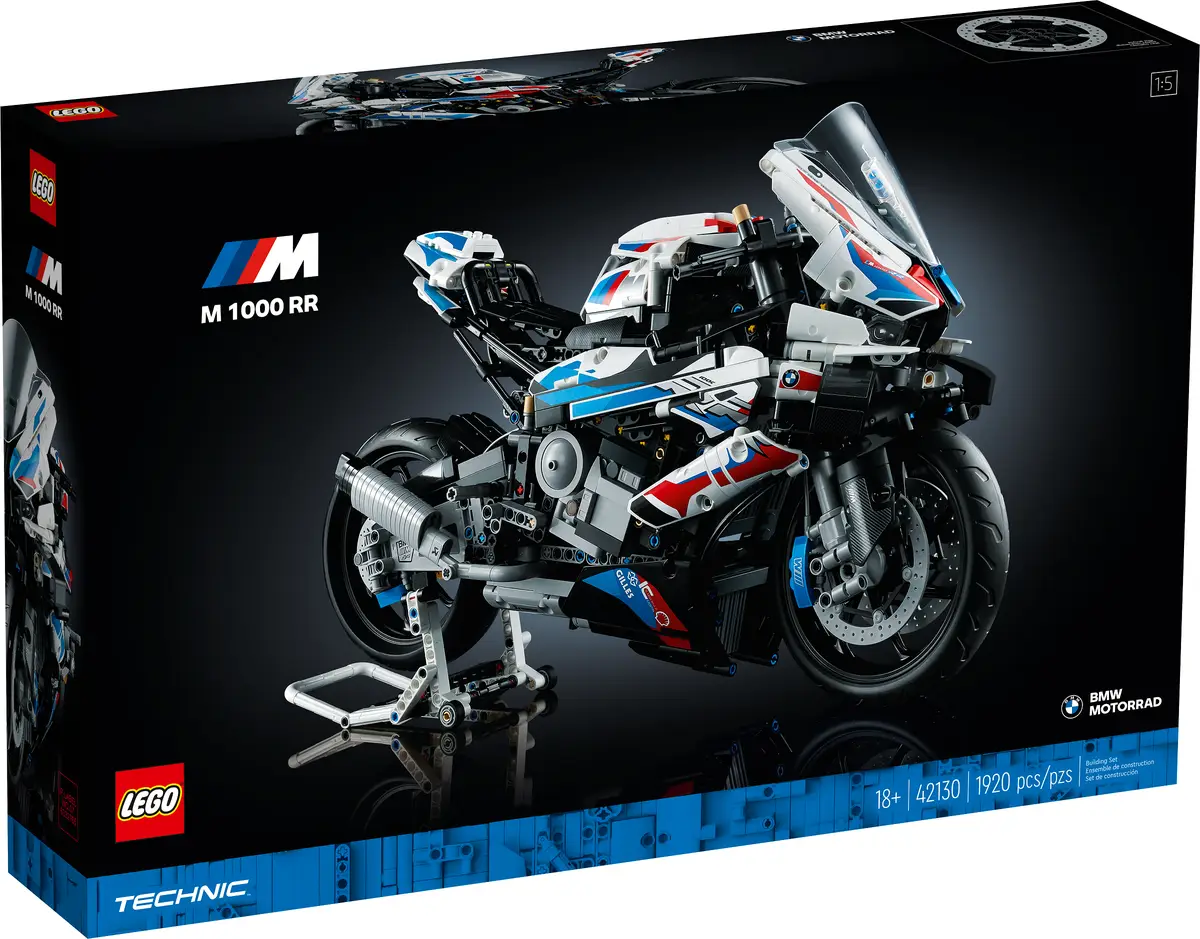 BMW
MOTORRAD
1:5
LEGO
LEGO
LEGO
M
M 1000 RR
M
M 1000 RR
GILLES
M
BMW
MOTORRAD
18+ 42130 1920 pcs/pzs
Building Set
Ensemble de construction
Set de construcción
TECHNIC